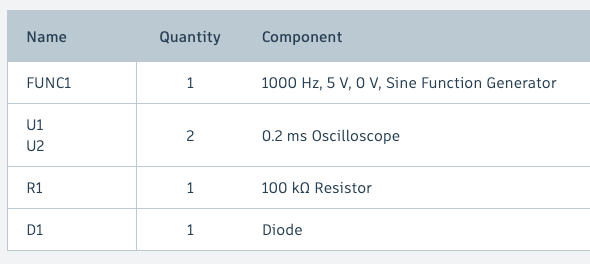 Name Quantity Component
FUNC1 1 1000 Hz, 5 V, 0 V, Sine Function Generator
U1
U2 2 0.2 ms Oscilloscope
R1 1 100 kΩ Resistor
D1 1 Diode